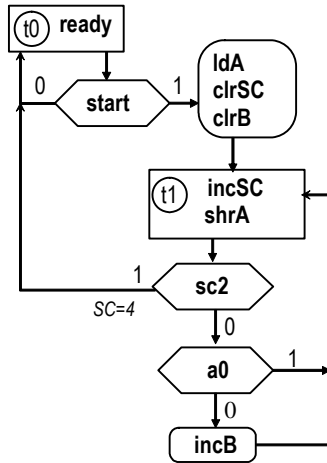 t0 ready
0 1
start
ldA
clrSC
clrB
t1 incSC
shrA
1 sc2
SC=4
0
a0 1
0
incB